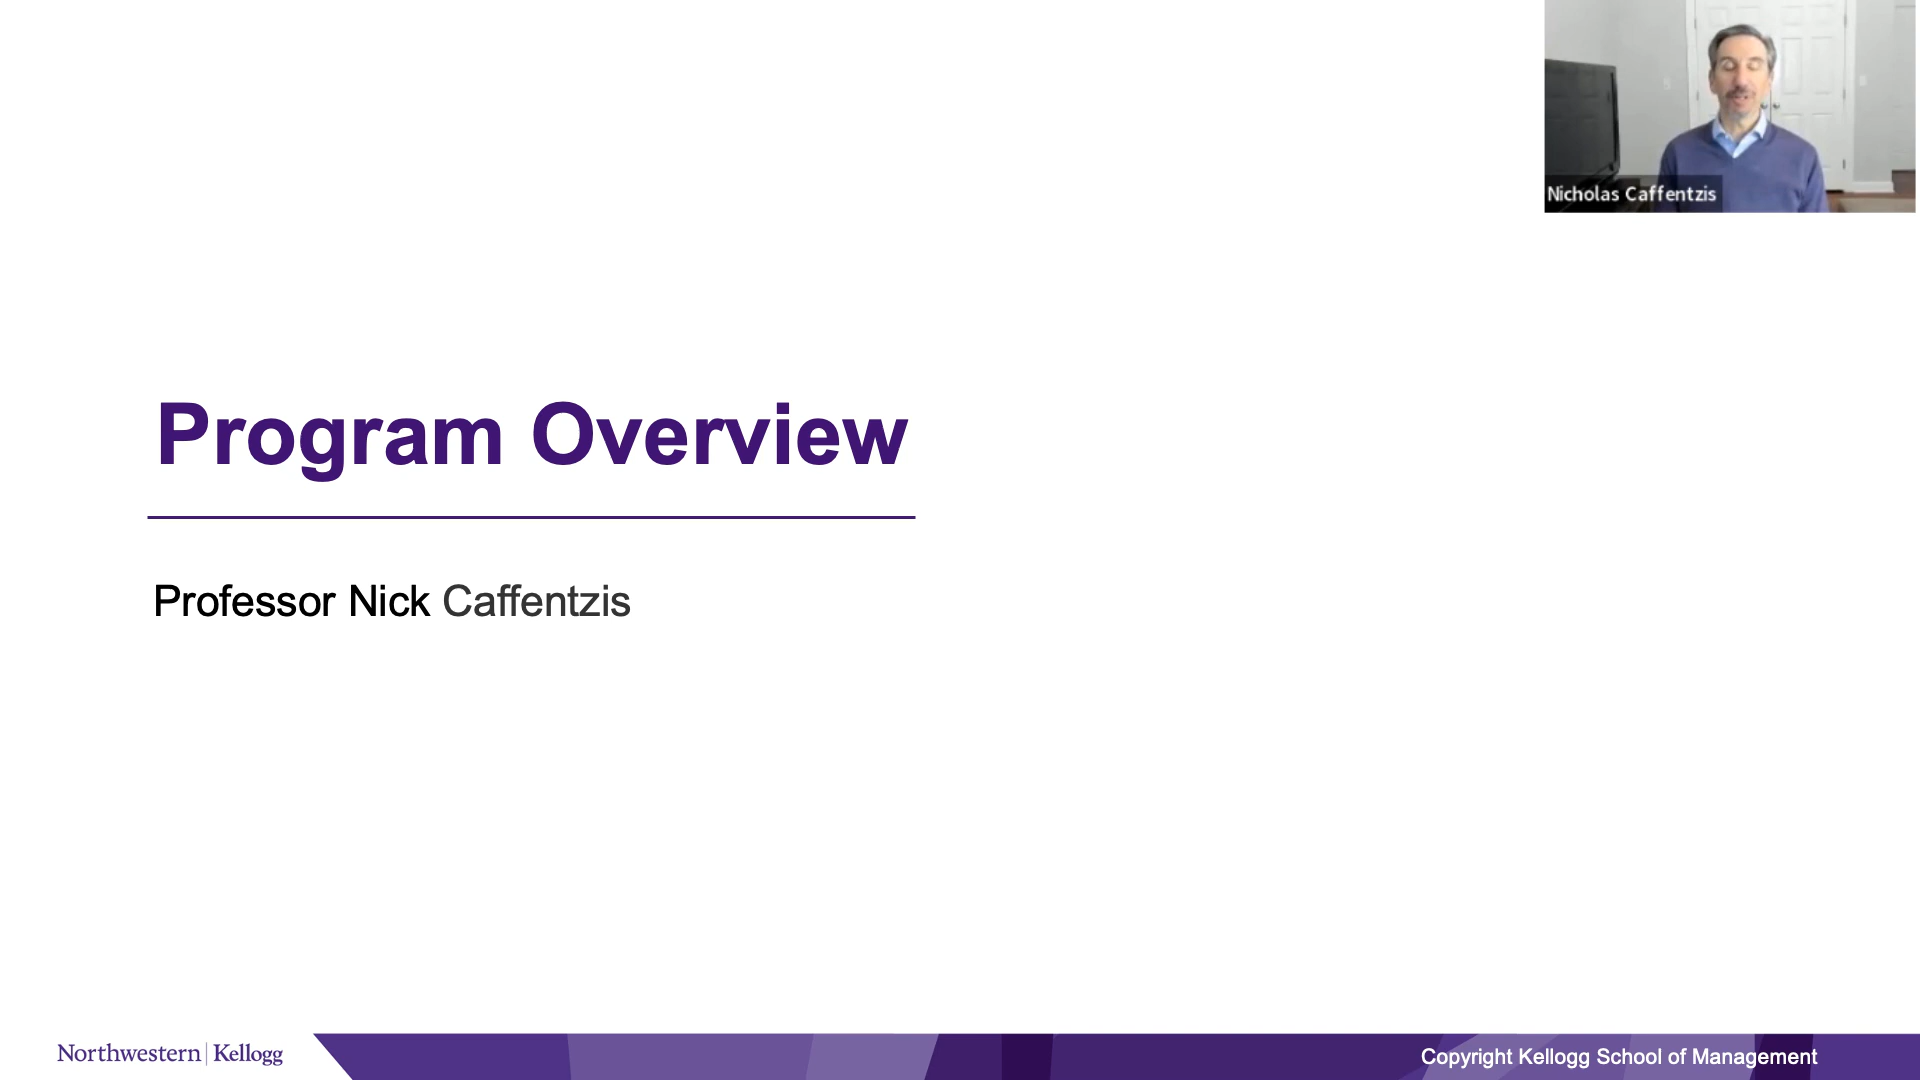 Nicholas Caffentzis
Program Overview
Professor Nick Caffentzis
Northwestern | Kellogg
Copyright Kellogg School of Management